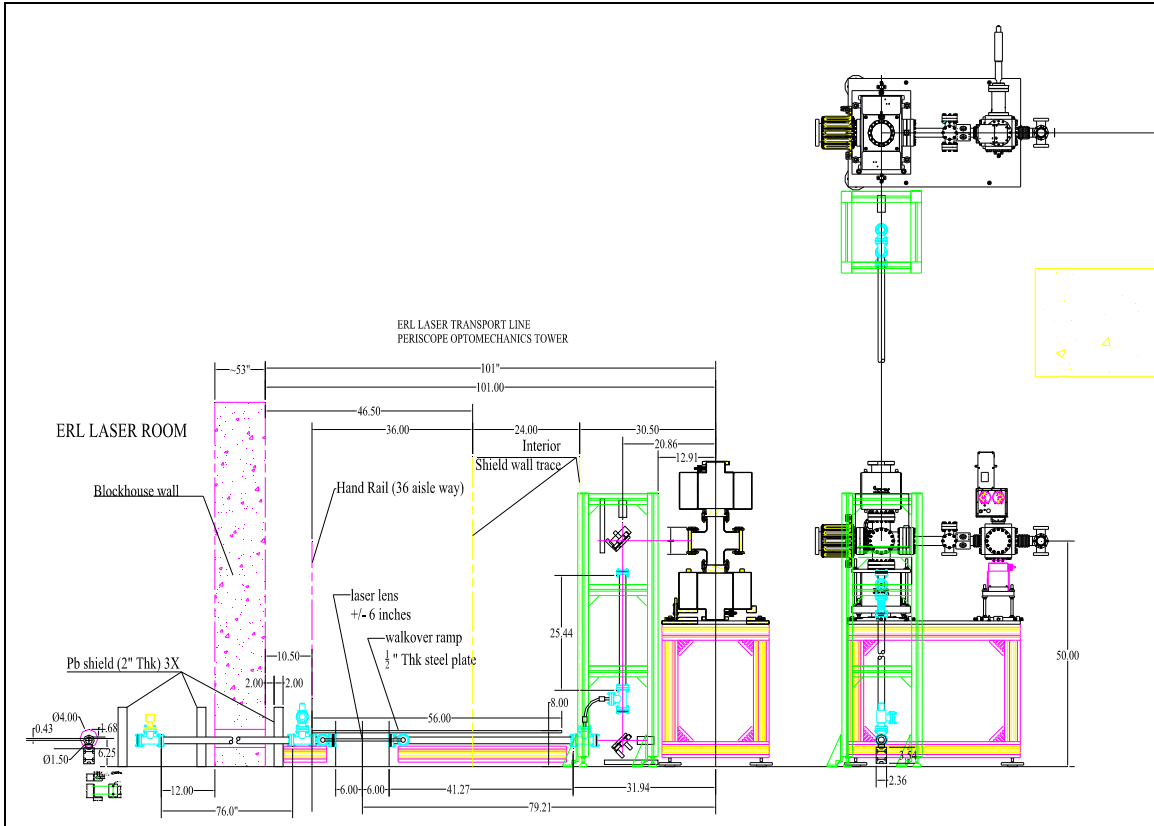 ERL LASER TRANSPORT LINE
PERISCOPE OPTOMECHANICS TOWER
~53"
101"
101.00
46.50
36.00
24.00
30.50
20.86
12.91
ERL LASER ROOM
Interior
Shield wall trace
Blockhouse wall
Hand Rail (36 aisle way)
laser lens
+/- 6 inches
25.44
walkover ramp
1/2 " Thk steel plate
10.50
Pb shield (2" Thk) 3X
2.00
2.00
50.00
8.00
56.00
Ø4.00
0.43
1.68
6.25
Ø1.50
12.00
6.00
6.00
41.27
31.94
2.36
76.0"
79.21